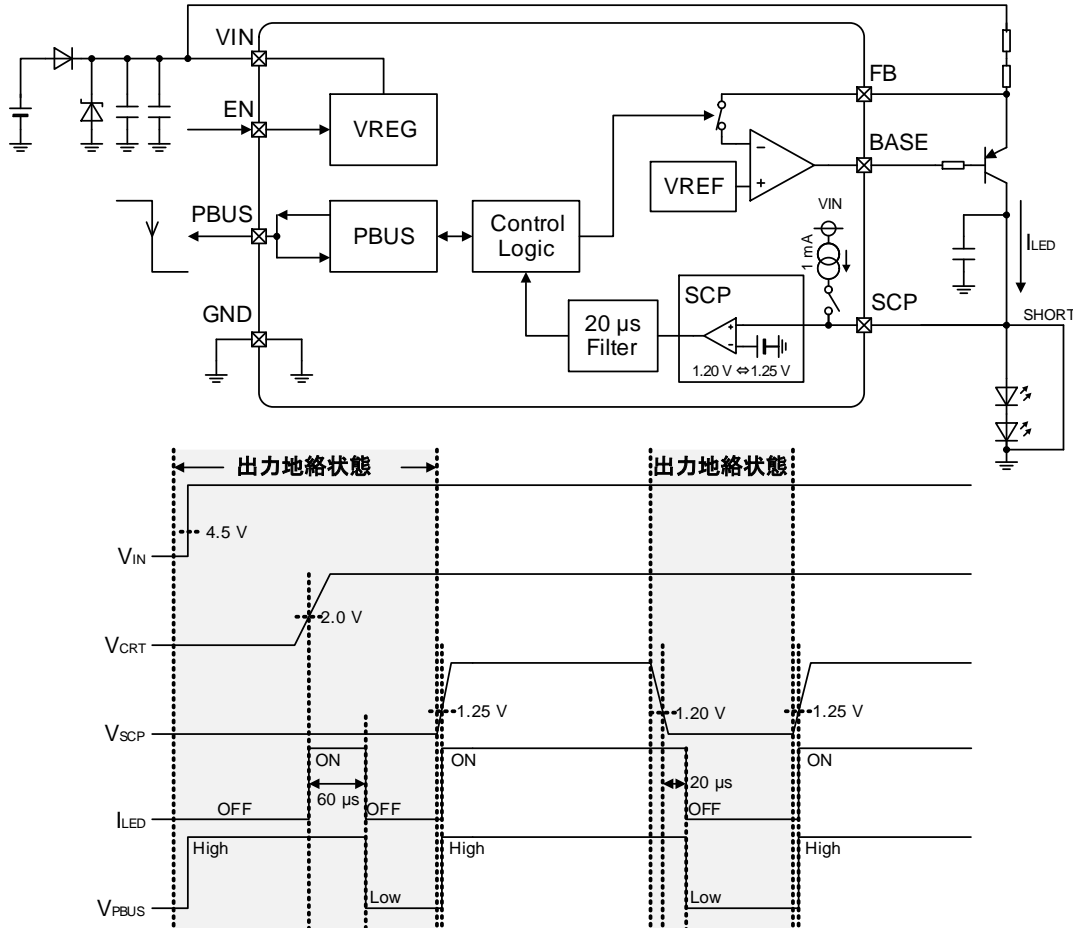 VIN
EN
VREG
PBUS
PBUS
GND
Control
Logic
20 µs
Filter
VREF
FB
BASE
VIN
1 mA
SCP
SCP
1.20 V ⇔1.25 V
ILED
SHORT
出力地絡状態
出力地絡状態
4.5 V
VIN
2.0 V
VCRT
1.25 V
1.20 V
1.25 V
VSCP
ON
ON
ON
60 µs
20 µs
OFF
OFF
OFF
ILED
High
High
High
Low
Low
VPBUS